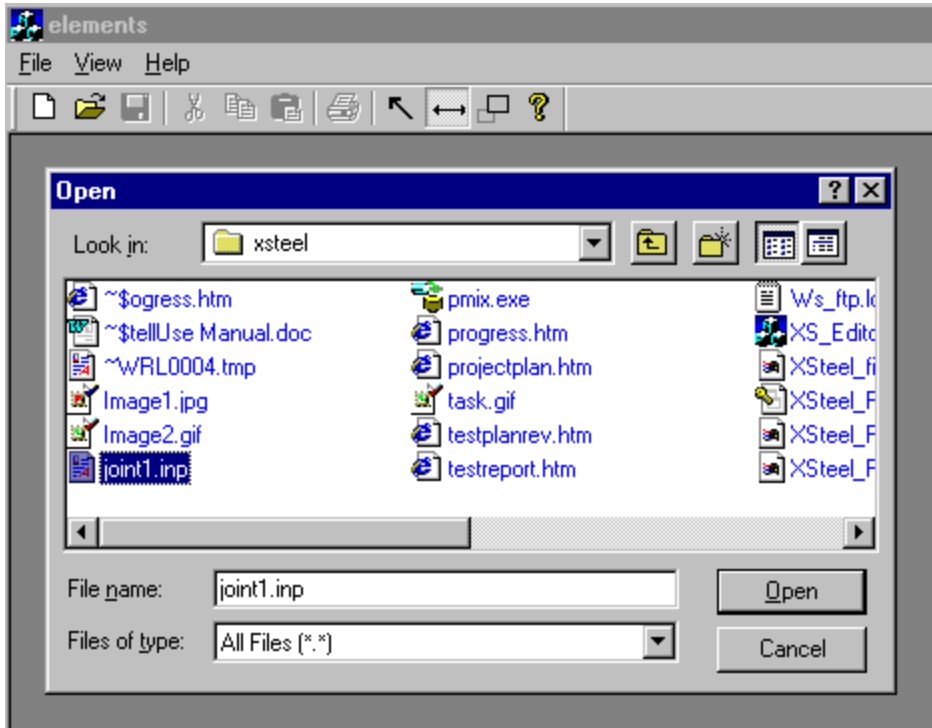 elements
File View Help
Open
Look in: xsteel
~$ogress.htm pmix.exe Ws_ftp.lo
~$tellUse Manual.doc progress.htm XS_Edito
~WRL0004.tmp projectplan.htm XSteel_fi
Image1.jpg task.gif XSteel_F
Image2.gif testplanrev.htm XSteel_F
joint1.inp testreport.htm XSteel_F
File name: joint1.inp Open
Files of type: All Files (*.*) Cancel